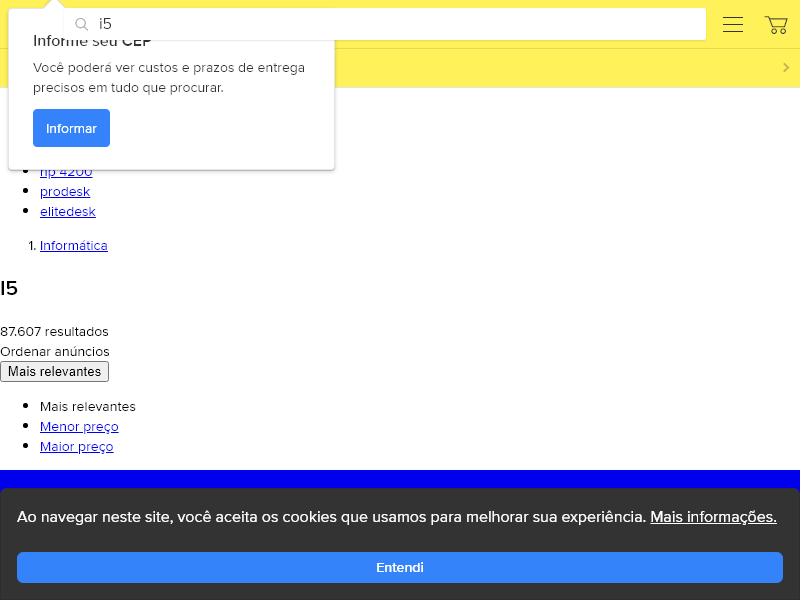 i5
Informe seu CEP
Você poderá ver custos e prazos de entrega
precisos em tudo que procurar.
Informar
hp 4200
prodesk
elitedesk
1. Informática
I5
87.607 resultados
Ordenar anúncios
Mais relevantes
Mais relevantes
Menor preço
Maior preço
Ao navegar neste site, você aceita os cookies que usamos para melhorar sua experiência. Mais informações.
Entendi